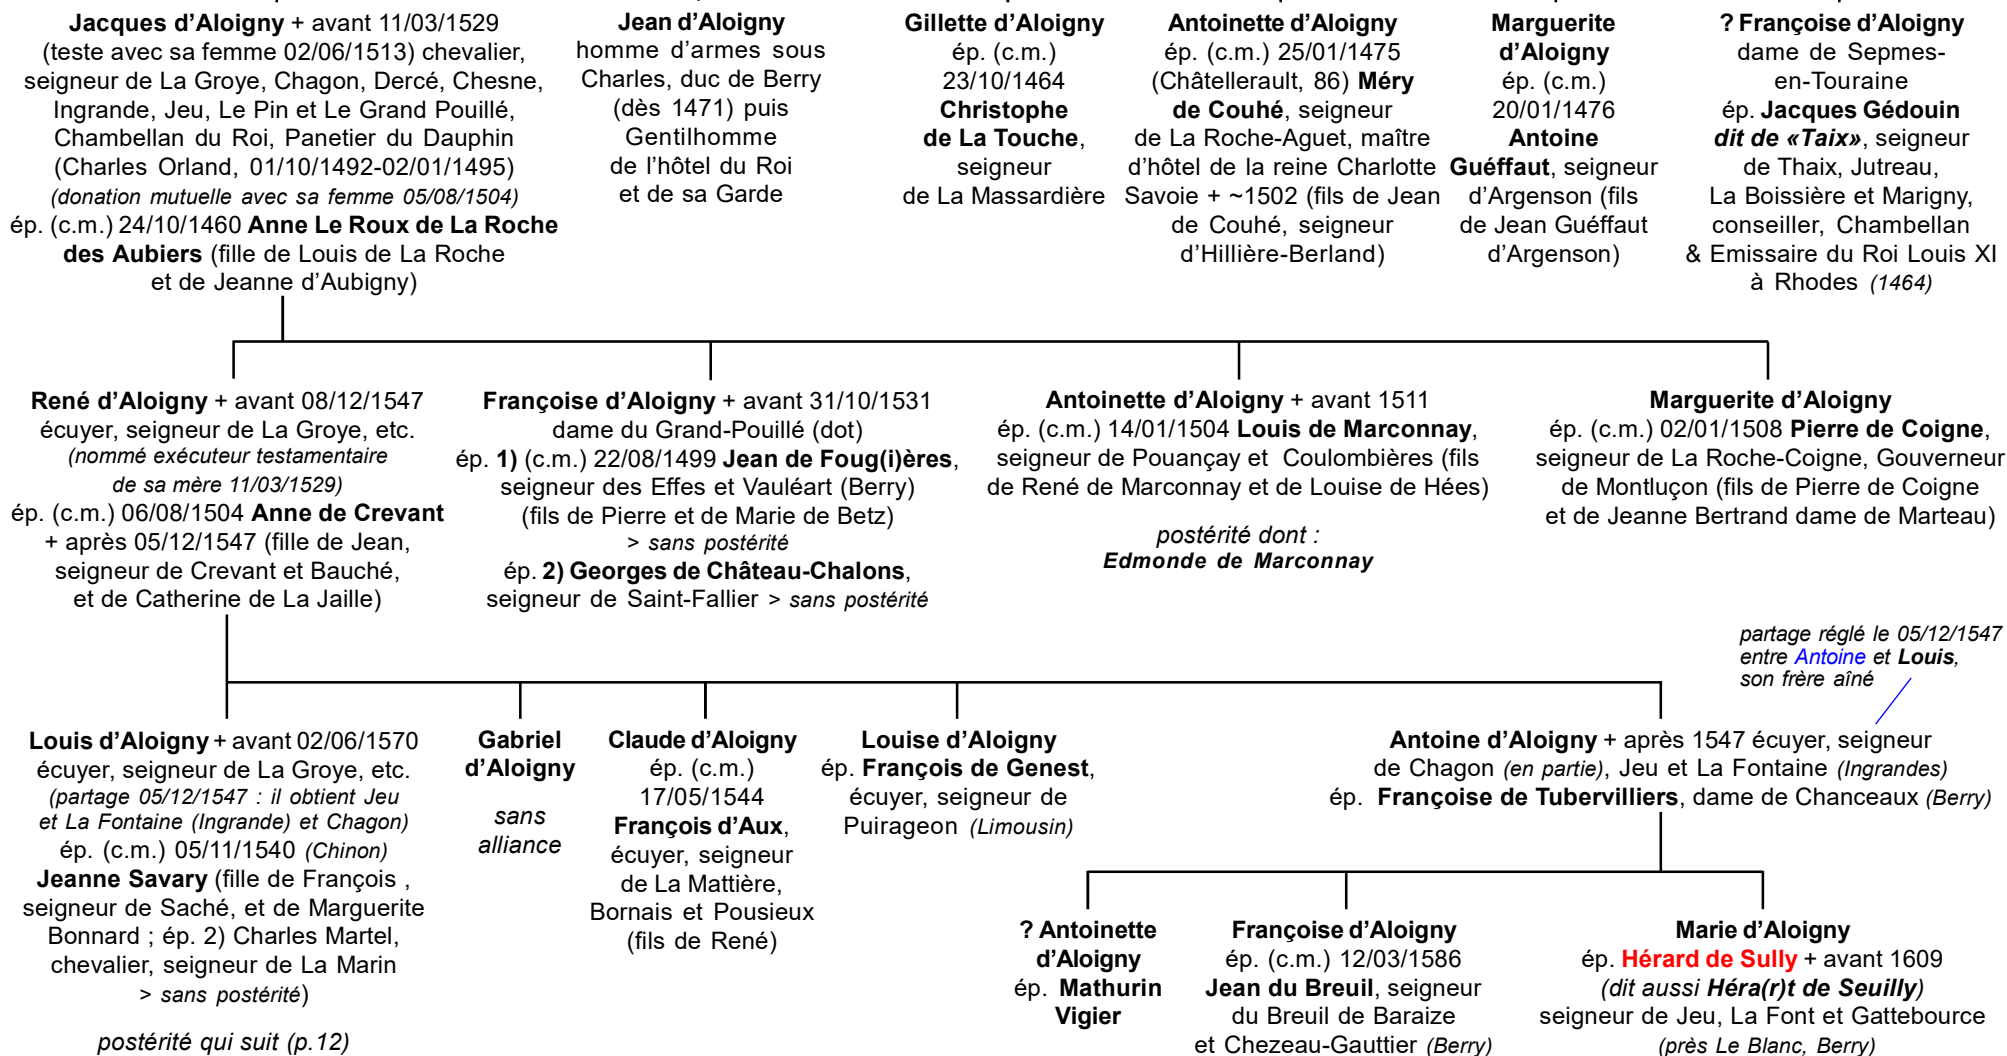 Jacques d'Aloigny + avant 11/03/1529
(teste avec sa femme 02/06/1513) chevalier,
seigneur de La Groye, Chagon, Dercé, Chesne,
Ingrande, Jeu, Le Pin et Le Grand Pouillé,
Chambellan du Roi, Panetier du Dauphin
(Charles Orland, 01/10/1492-02/01/1495)
(donation mutuelle avec sa femme 05/08/1504)
ép. (c.m.) 24/10/1460 Anne Le Roux de La Roche
des Aubiers (fille de Louis de La Roche
et de Jeanne d'Aubigny)
Jean d'Aloigny
homme d'armes sous
Charles, duc de Berry
(dès 1471) puis
Gentilhomme
de l'hôtel du Roi
et de sa Garde
Gillette d'Aloigny
ép. (c.m.)
23/10/1464
Christophe
de La Touche,
seigneur
de La Massardière
Antoinette d'Aloigny
ép. (c.m.) 25/01/1475
(Châtellerault, 86) Méry
de Couhé, seigneur
de La Roche-Aguet, maître
d'hôtel de la reine Charlotte
Savoie + ~1502 (fils de Jean
de Couhé, seigneur
d'Hillière-Berland)
Marguerite
d'Aloigny
ép. (c.m.)
20/01/1476
Antoine
Guéffaut, seigneur
d'Argenson (fils
de Jean Guéffaut
d'Argenson)
? Françoise d'Aloigny
dame de Sepmes-
en-Touraine
ép. Jacques Gédouin
dit de «Taix», seigneur
de Thaix, Jutreau,
La Boissière et Marigny,
conseiller, Chambellan
& Emissaire du Roi Louis XI
à Rhodes (1464)
René d'Aloigny + avant 08/12/1547
écuyer, seigneur de La Groye, etc.
(nommé exécuteur testamentaire
de sa mère 11/03/1529)
ép. (c.m.) 06/08/1504 Anne de Crevant
+ après 05/12/1547 (fille de Jean,
seigneur de Crevant et Bauché,
et de Catherine de La Jaille)
Françoise d'Aloigny + avant 31/10/1531
dame du Grand-Pouillé (dot)
ép. 1) (c.m.) 22/08/1499 Jean de Foug(i)ères,
seigneur des Effes et Vauléart (Berry)
(fils de Pierre et de Marie de Betz)
> sans postérité
ép. 2) Georges de Château-Chalons,
seigneur de Saint-Fallier > sans postérité
Antoinette d'Aloigny + avant 1511
ép. (c.m.) 14/01/1504 Louis de Marconnay,
seigneur de Pouançay et Coulombières (fils
de René de Marconnay et de Louise de Hées)
postérité dont :
Edmonde de Marconnay
Marguerite d'Aloigny
ép. (c.m.) 02/01/1508 Pierre de Coigne,
seigneur de La Roche-Coigne, Gouverneur
de Montluçon (fils de Pierre de Coigne
et de Jeanne Bertrand dame de Marteau)
partage réglé le 05/12/1547
entre Antoine et Louis,
son frère aîné
Louis d'Aloigny + avant 02/06/1570
écuyer, seigneur de La Groye, etc.
(partage 05/12/1547 : il obtient Jeu
et La Fontaine (Ingrande) et Chagon)
ép. (c.m.) 05/11/1540 (Chinon)
Jeanne Savary (fille de François ,
seigneur de Saché, et de Marguerite
Bonnard ; ép. 2) Charles Martel,
chevalier, seigneur de La Marin
> sans postérité)
postérité qui suit (p.12)
Gabriel
d'Aloigny
sans
alliance
Claude d'Aloigny
ép. (c.m.)
17/05/1544
François d'Aux,
écuyer, seigneur
de La Mattière,
Bornais et Pousieux
(fils de René)
Louise d'Aloigny
ép. François de Genest,
écuyer, seigneur de
Puirageon (Limousin)
Antoine d'Aloigny + après 1547 écuyer, seigneur
de Chagon (en partie), Jeu et La Fontaine (Ingrandes)
ép. Françoise de Tubervilliers, dame de Chanceaux (Berry)
? Antoinette
d'Aloigny
ép. Mathurin
Vigier
Françoise d'Aloigny
ép. (c.m.) 12/03/1586
Jean du Breuil, seigneur
du Breuil de Baraize
et Chezeau-Gauttier (Berry)
Marie d'Aloigny
ép. Hérard de Sully + avant 1609
(dit aussi Héra(r)t de Seuilly)
seigneur de Jeu, La Font et Gattebource
(près Le Blanc, Berry)